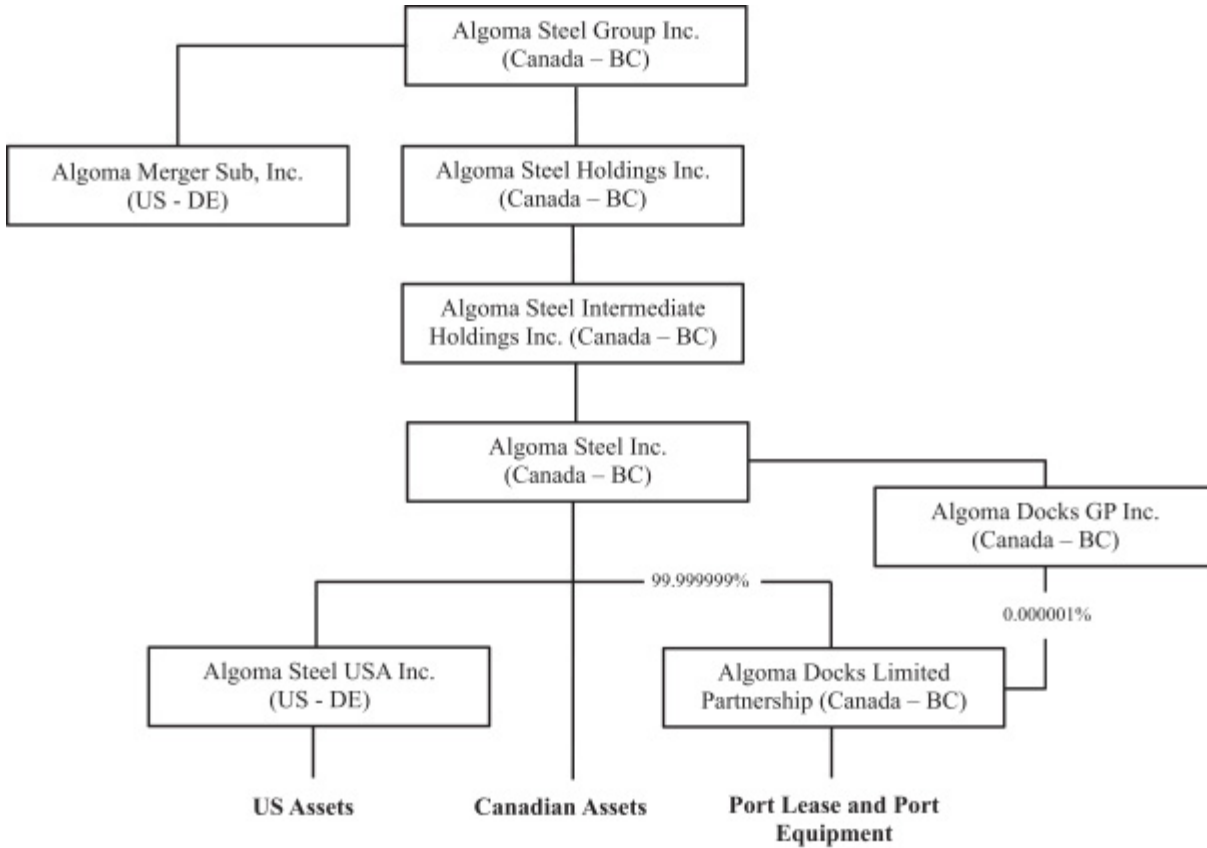 Algoma Steel Group Inc.
(Canada – BC)
Algoma Merger Sub, Inc.
(US - DE)
Algoma Steel Holdings Inc.
(Canada – BC)
Algoma Steel Intermediate
Holdings Inc. (Canada – BC)
Algoma Steel Inc.
(Canada – BC)
Algoma Docks GP Inc.
(Canada – BC)
99.999999%
0.000001%
Algoma Steel USA Inc.
(US - DE)
Algoma Docks Limited
Partnership (Canada – BC)
US Assets
Canadian Assets
Port Lease and Port
Equipment